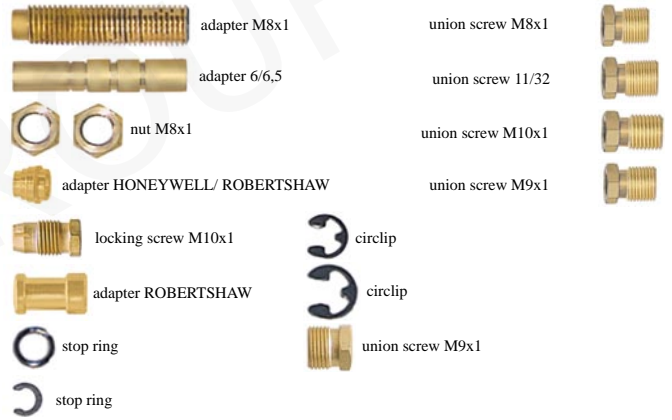 adapter M8x1
union screw M8x1
adapter 6/6,5
union screw 11/32
nut M8x1
union screw M10x1
adapter HONEYWELL/ ROBERTSHAW
union screw M9x1
locking screw M10x1
circlip
adapter ROBERTSHAW
circlip
stop ring
union screw M9x1
stop ring